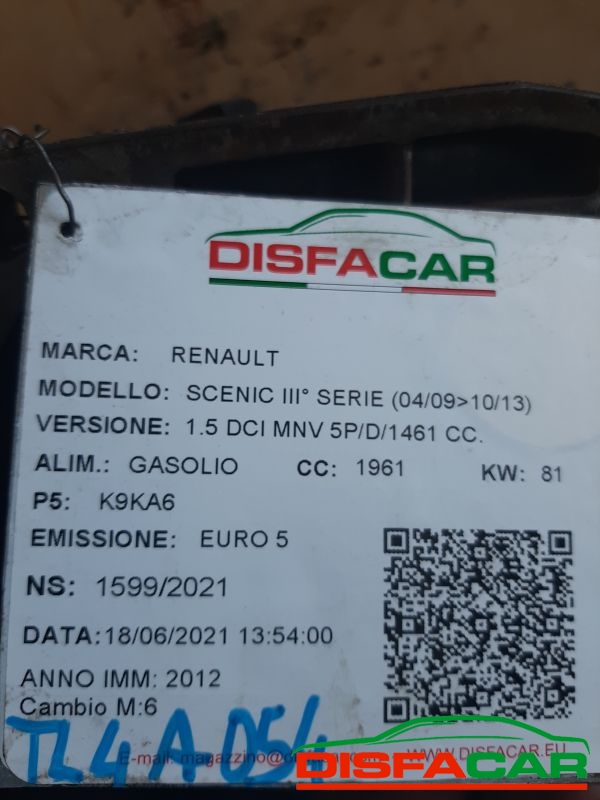 DISFACAR
MARCA: RENAULT
MODELLO: SCENIC III° SERIE (04/09>10/13)
VERSIONE: 1.5 DCI MNV 5P/D/1461 CC.
ALIM.: GASOLIO CC: 1961 KW: 81
P5: K9KA6
EMISSIONE: EURO 5
NS: 1599/2021
DATA:18/06/2021 13:54:00
ANNO IMM: 2012
Cambio M:6
TL4A054
E-mail: WWW.DISFACAR.EU
DISFACAR